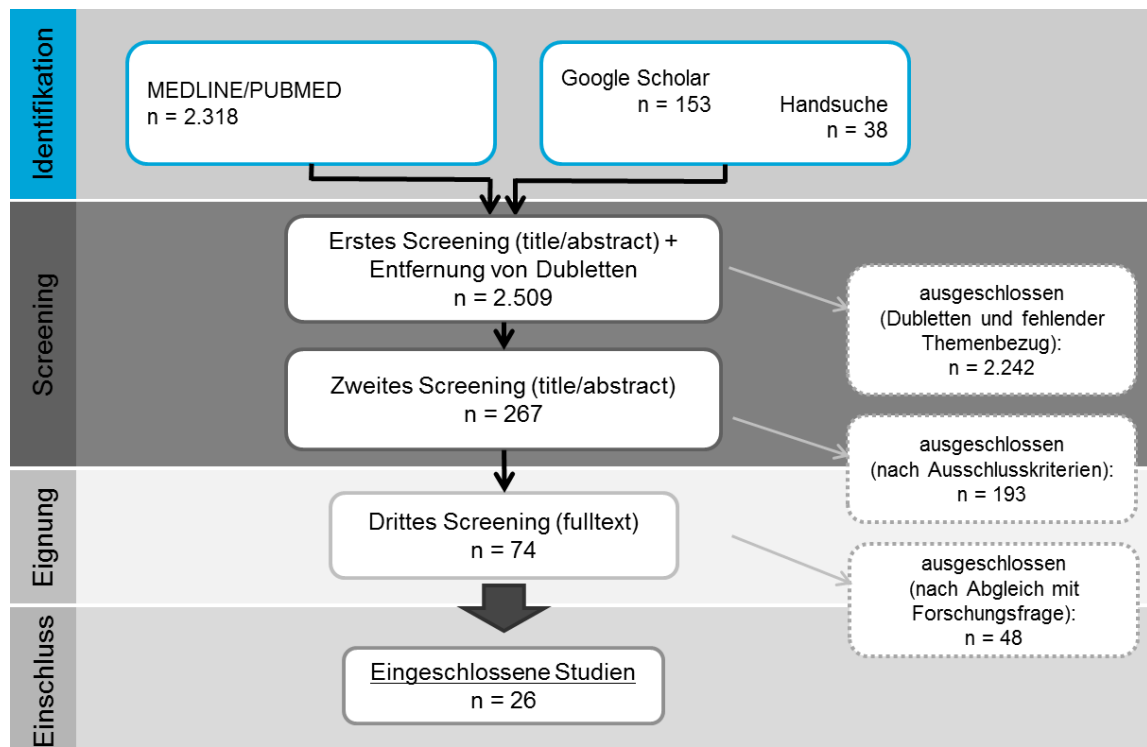 Identifikation
MEDLINE/PUBMED
n = 2.318
Google Scholar
n = 153
Handsuche
n = 38
Screening
Erstes Screening (title/abstract) +
Entfernung von Dubletten
n = 2.509
ausgeschlossen
(Dubletten und fehlender
Themenbezug):
n = 2.242
Zweites Screening (title/abstract)
n = 267
ausgeschlossen
(nach Ausschlusskriterien):
n = 193
Eignung
Drittes Screening (fulltext)
n = 74
ausgeschlossen
(nach Abgleich mit
Forschungsfrage):
n = 48
Einschluss
Eingeschlossene Studien
n = 26